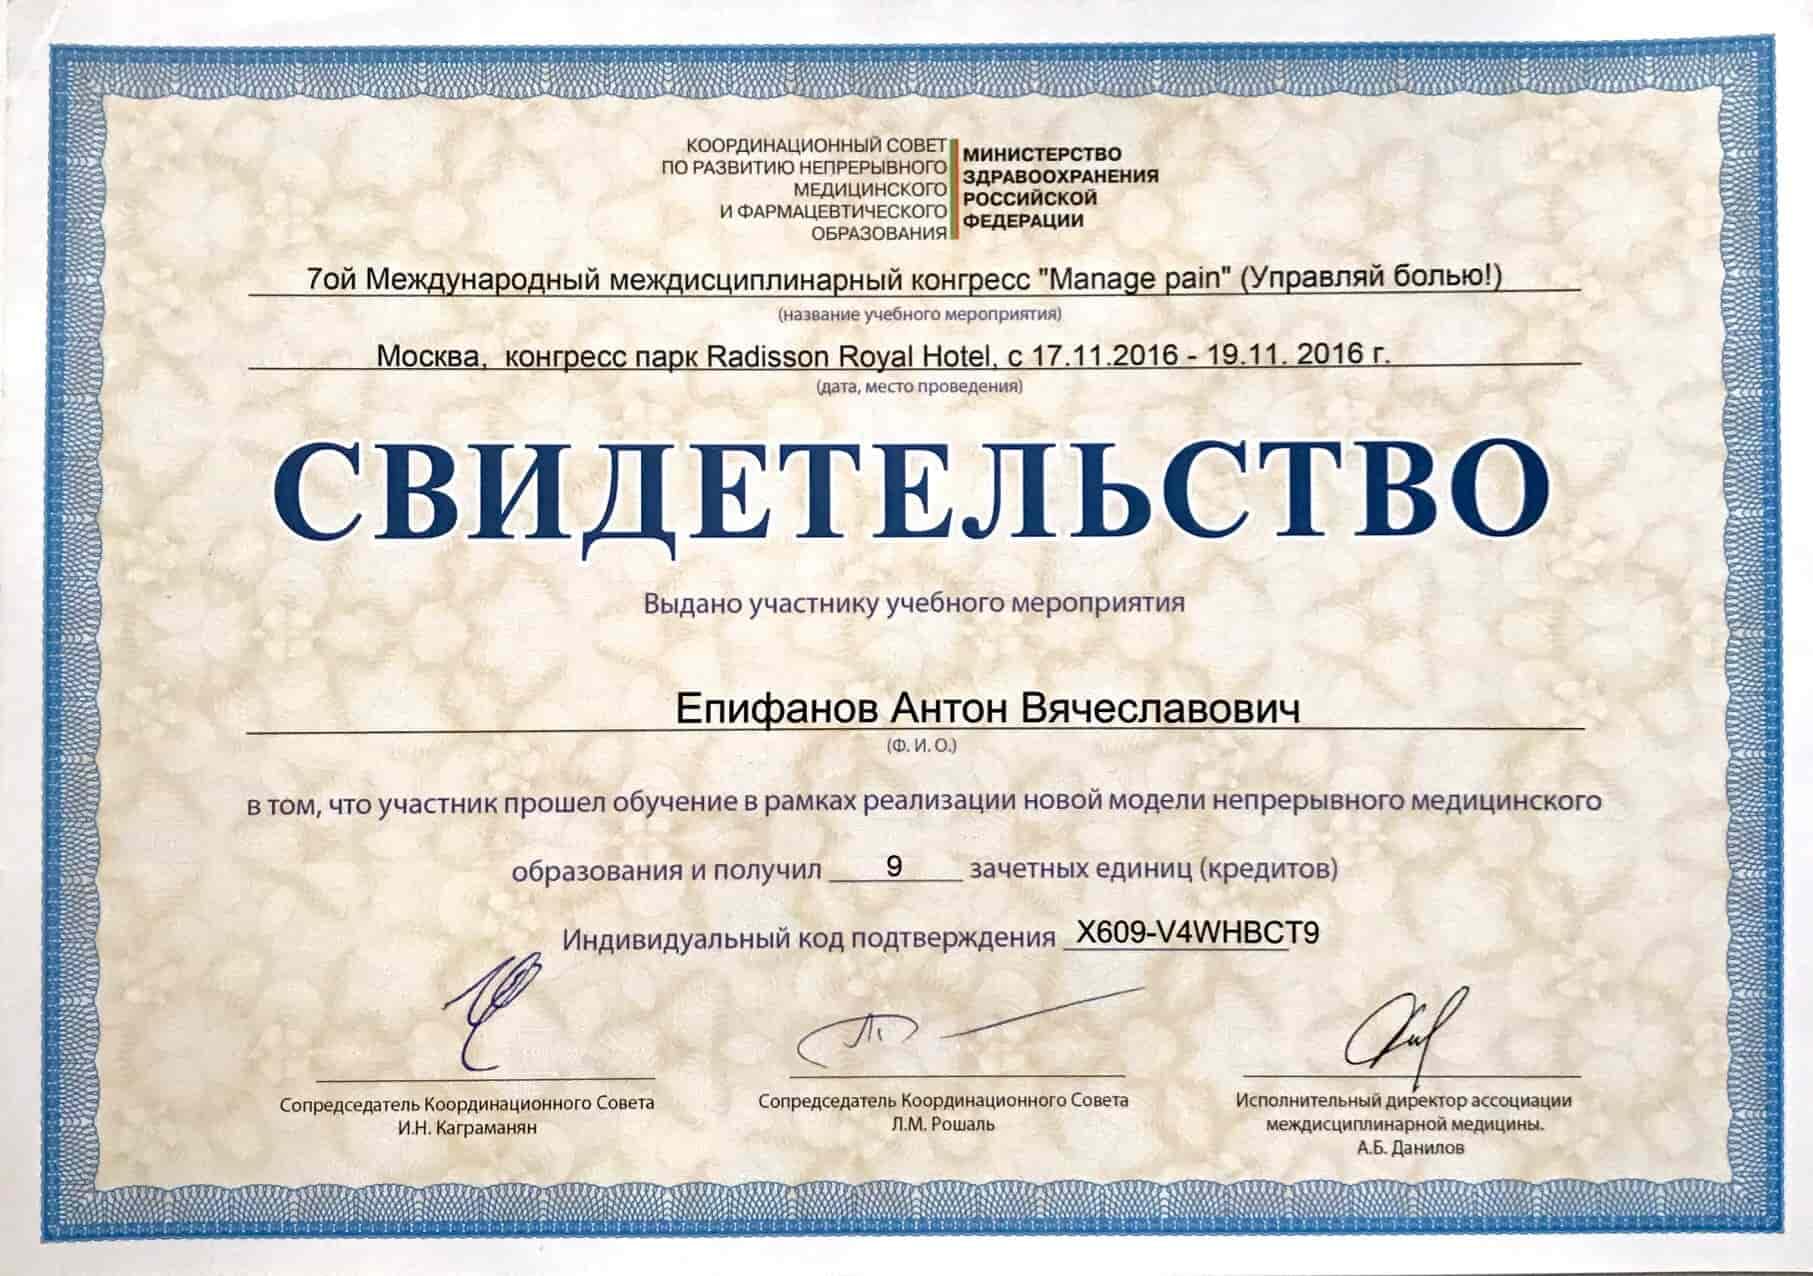 КООРДИНАЦИОННЫЙ СОВЕТ
ПО РАЗВИТИЮ НЕПРЕРЫВНОГО
МЕДИЦИНСКОГО
И ФАРМАЦЕВТИЧЕСКОГО
ОБРАЗОВАНИЯ
МИНИСТЕРСТВО
ЗДРАВООХРАНЕНИЯ
РОССИЙСКОЙ
ФЕДЕРАЦИИ
7ой Международный междисциплинарный конгресс "Manage pain" (Управляй болью!)
(название учебного мероприятия)
Москва, конгресс парк Radisson Royal Hotel, с 17.11.2016 - 19.11. 2016 г.
(дата, место проведения)
СВИДЕТЕЛЬСТВО
Выдано участнику учебного мероприятия
Епифанов Антон Вячеславович
(Ф. И. О.)
в том, что участник прошел обучение в рамках реализации новой модели непрерывного медицинского
образования и получил 9 зачетных единиц (кредитов)
Индивидуальный код подтверждения X609-V4WHBCT9
Сопредседатель Координационного Совета
И.Н. Каграманян
Сопредседатель Координационного Совета
Л.М. Рошаль
Исполнительный директор ассоциации
междисциплинарной медицины.
А.Б. Данилов